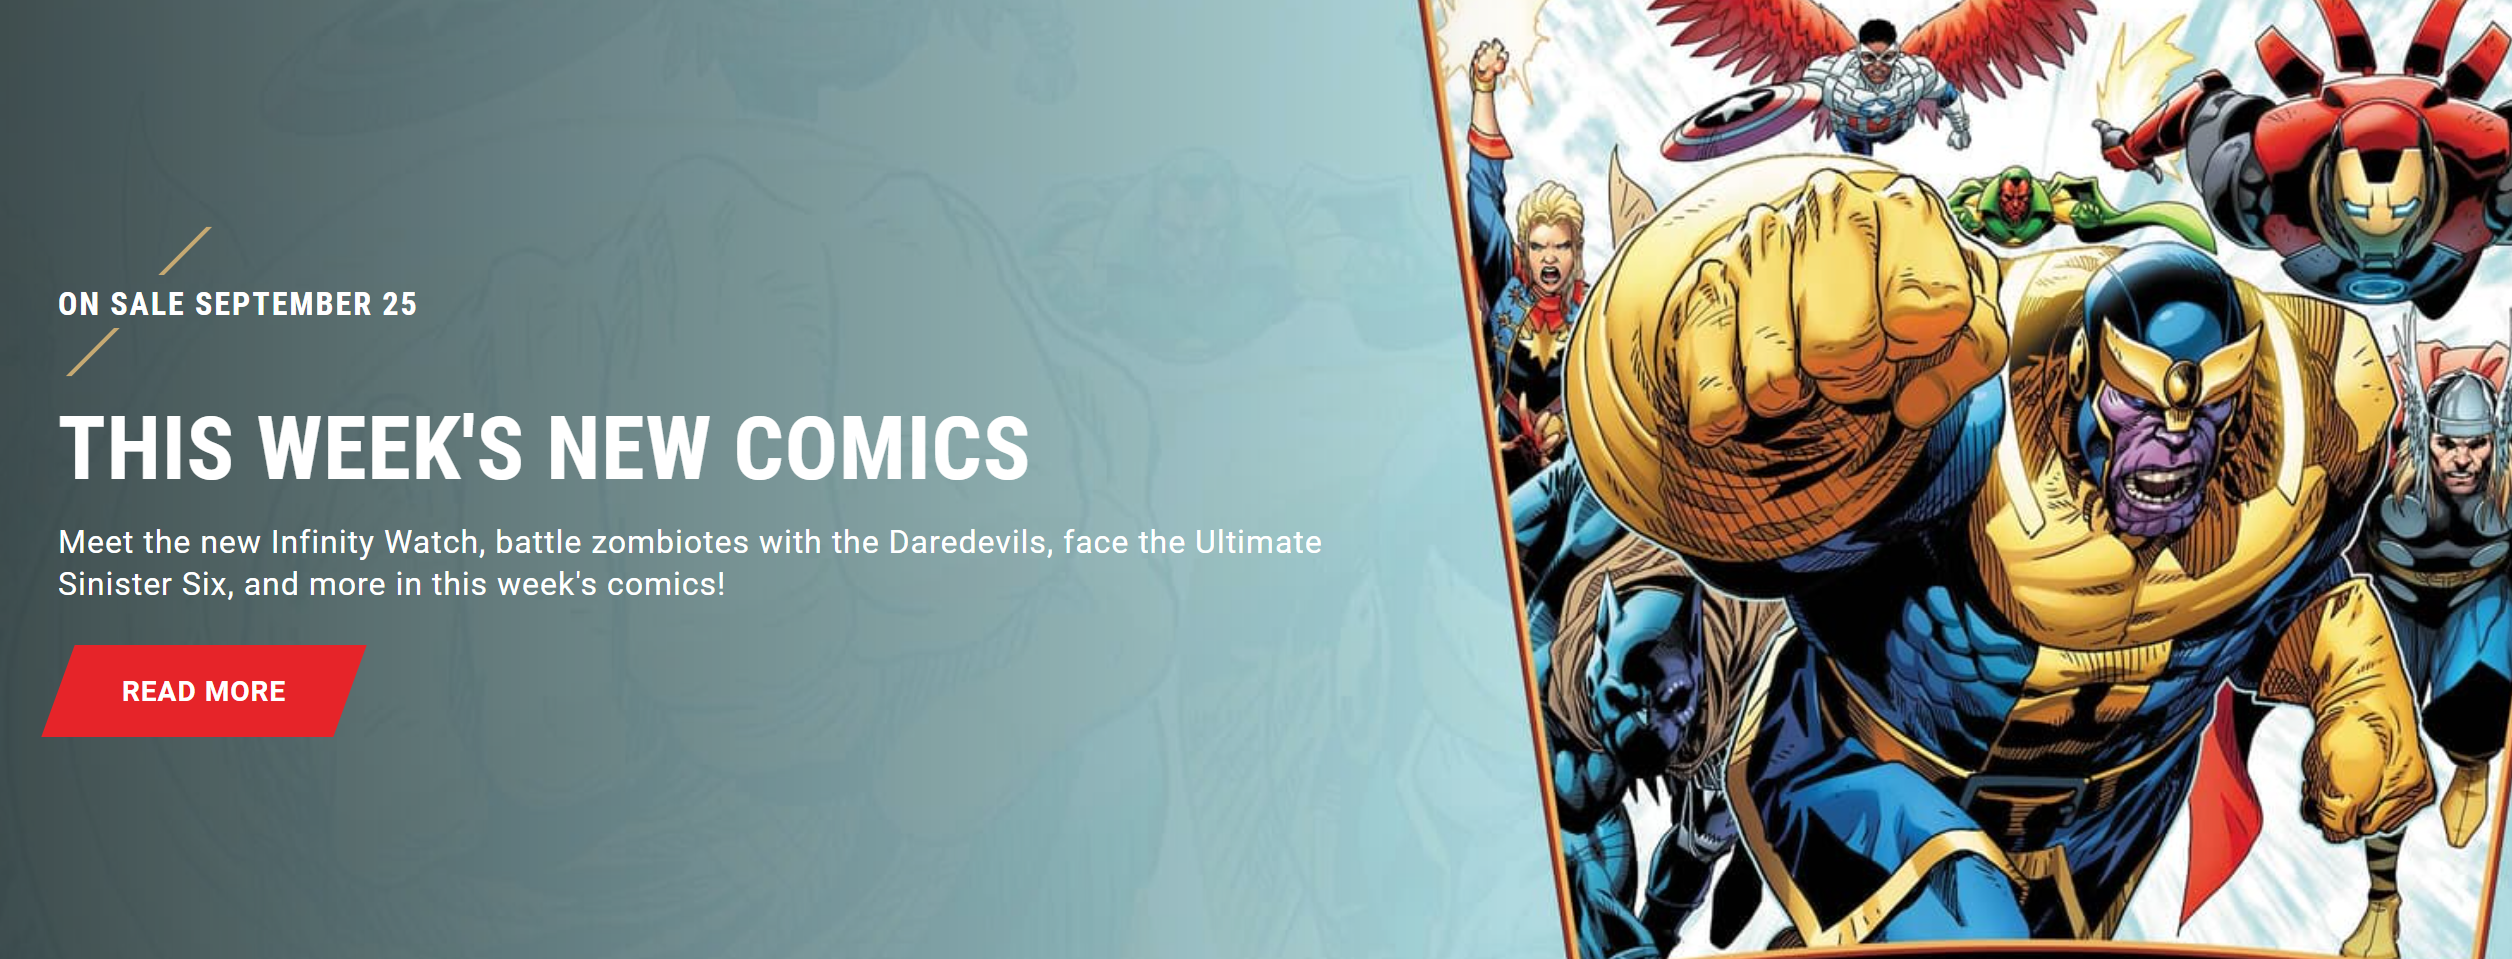 ON SALE SEPTEMBER 25
THIS WEEK'S NEW COMICS
Meet the new Infinity Watch, battle zombiotes with the Daredevils, face the Ultimate
Sinister Six, and more in this week's comics!
READ MORE